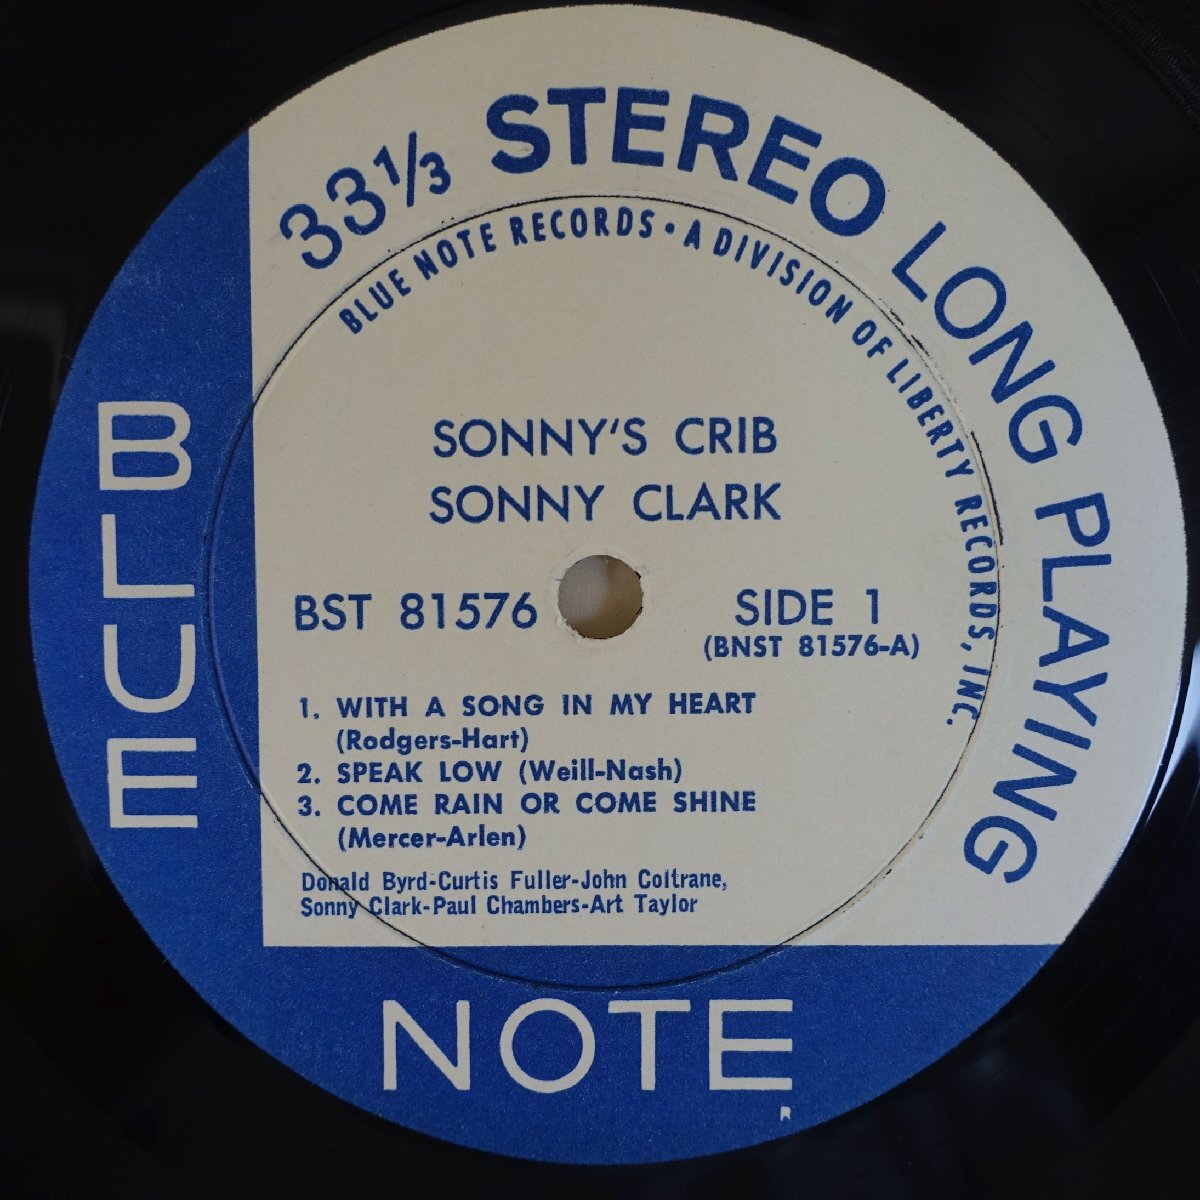 33⅓ STEREO LONG PLAYING
BLUE NOTE RECORDS • A DIVISION OF LIBERTY RECORDS, INC.
SONNY'S CRIB
SONNY CLARK
BST 81576
SIDE 1
(BNST 81576-A)
1. WITH A SONG IN MY HEART
(Rodgers-Hart)
2. SPEAK LOW (Weill-Nash)
3. COME RAIN OR COME SHINE
(Mercer-Arlen)
Donald Byrd-Curtis Fuller-John Coltrane,
Sonny Clark-Paul Chambers-Art Taylor
BLUE
NOTE
R